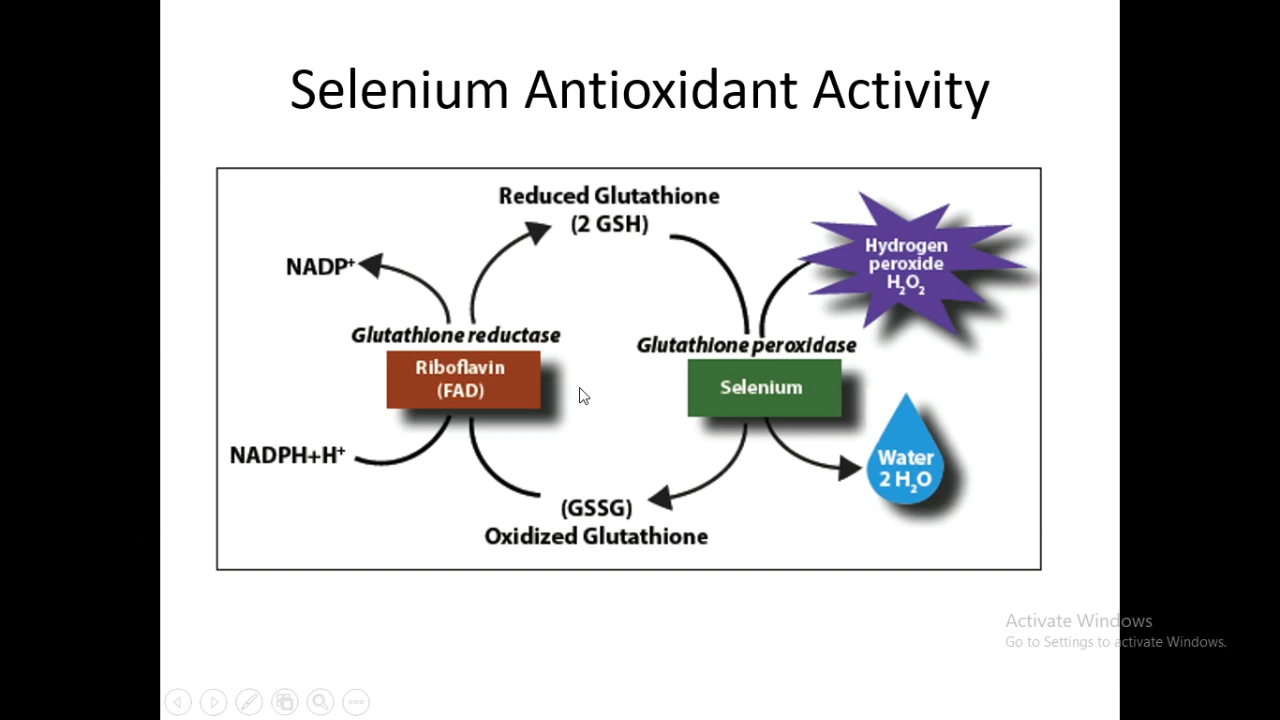 Selenium Antioxidant Activity
Reduced Glutathione
(2 GSH)
NADP⁺
Hydrogen
peroxide
H₂O₂
Glutathione reductase
Glutathione peroxidase
Riboflavin
(FAD)
Selenium
NADPH+H⁺
Water
2 H₂O
(GSSG)
Oxidized Glutathione
Activate Windows
Go to Settings to activate Windows.